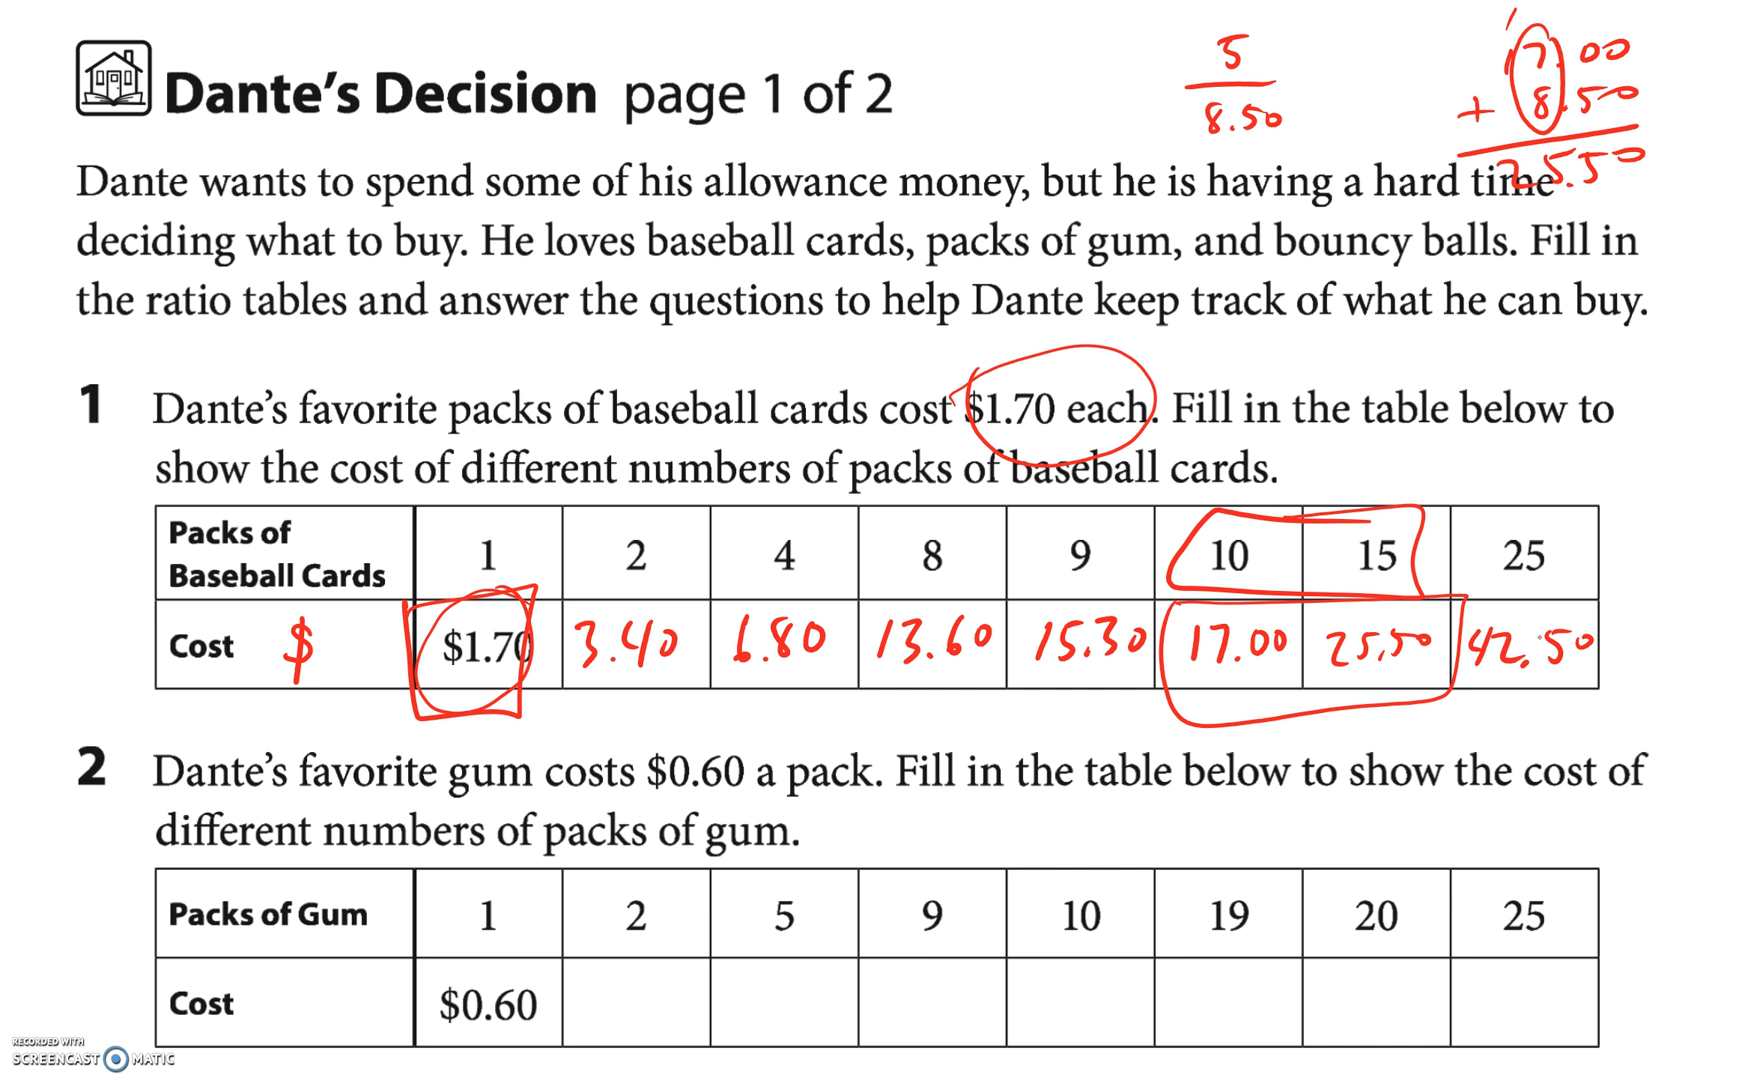 Dante's Decision page 1 of 2
5
8.50
17.00
+ 8.50
25.50
Dante wants to spend some of his allowance money, but he is having a hard time
deciding what to buy. He loves baseball cards, packs of gum, and bouncy balls. Fill in
the ratio tables and answer the questions to help Dante keep track of what he can buy.
1 Dante's favorite packs of baseball cards cost $1.70 each. Fill in the table below to
show the cost of different numbers of packs of baseball cards.
Packs of
Baseball Cards 1 2 4 8 9 10 15 25
Cost $ $1.70 3.40 6.80 13.60 15.30 17.00 25.50 42.50
2 Dante's favorite gum costs $0.60 a pack. Fill in the table below to show the cost of
different numbers of packs of gum.
Packs of Gum 1 2 5 9 10 19 20 25
Cost $0.60
RECORDED WITH
SCREENCAST MATIC